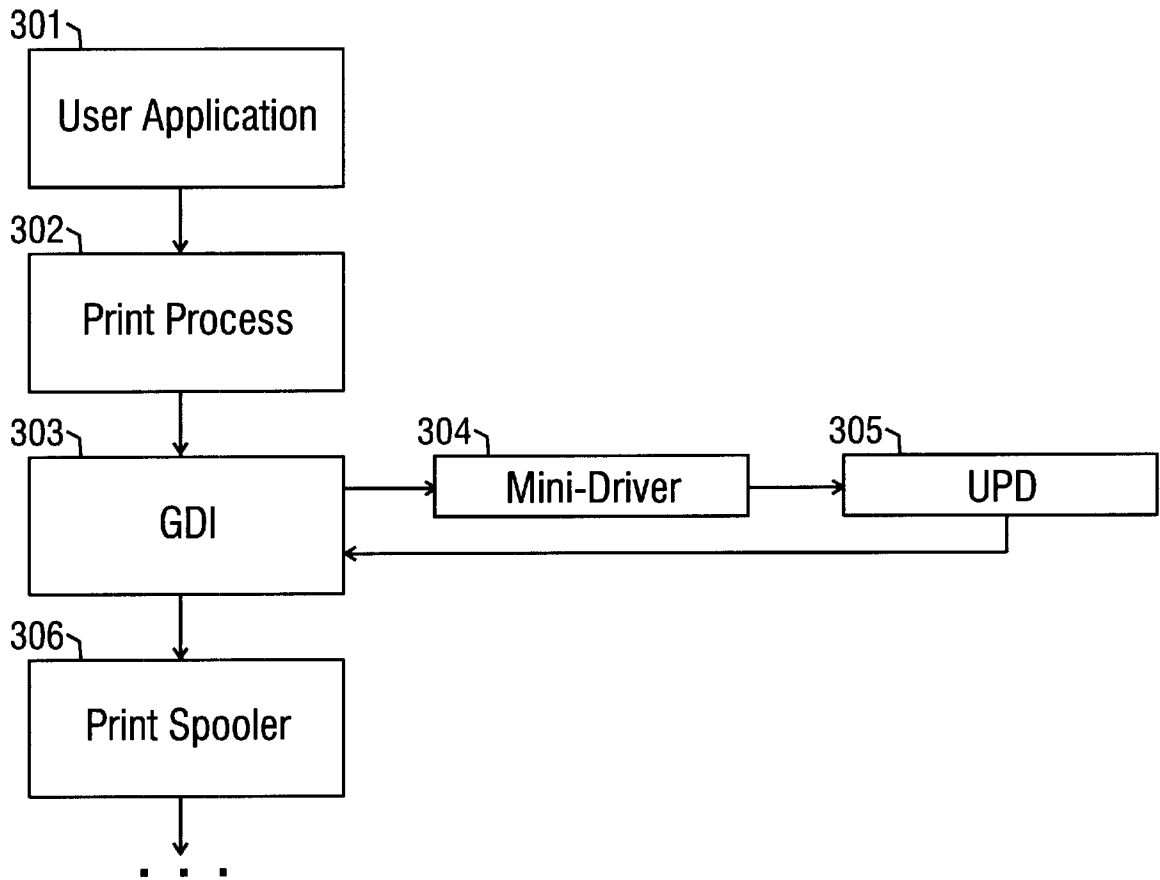 301
User Application
302
Print Process
303
GDI
304
Mini-Driver
305
UPD
306
Print Spooler
. . .